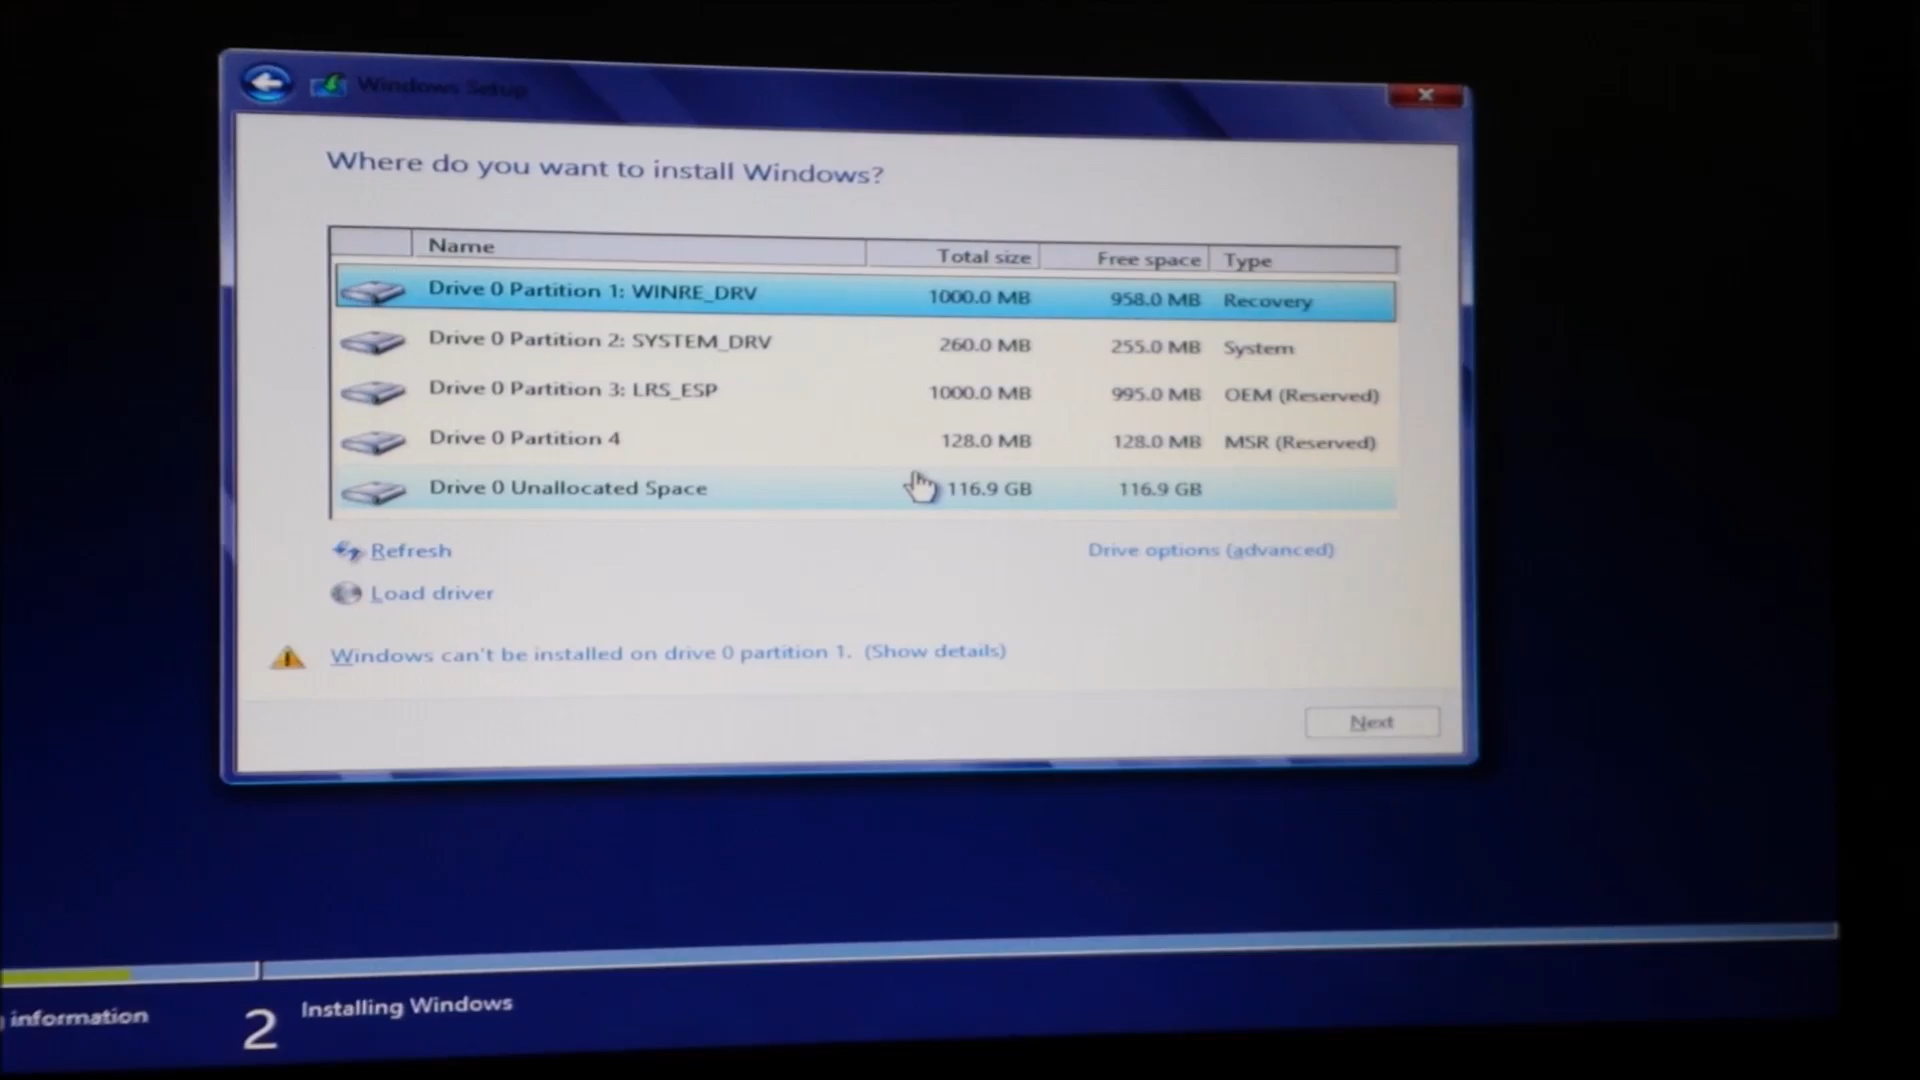 Windows Setup
Where do you want to install Windows?
Name Total size Free space Type
Drive 0 Partition 1: WINRE_DRV 1000.0 MB 958.0 MB Recovery
Drive 0 Partition 2: SYSTEM_DRV 260.0 MB 255.0 MB System
Drive 0 Partition 3: LRS_ESP 1000.0 MB 995.0 MB OEM (Reserved)
Drive 0 Partition 4 128.0 MB 128.0 MB MSR (Reserved)
Drive 0 Unallocated Space 116.9 GB 116.9 GB
Refresh Drive options (advanced)
Load driver
Windows can't be installed on drive 0 partition 1. (Show details)
Next
information 2 Installing Windows